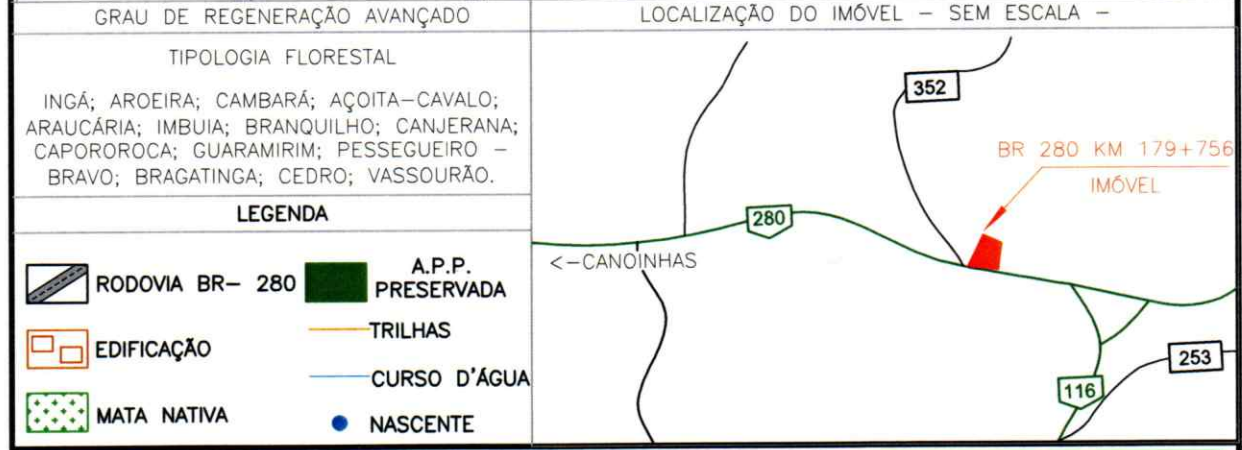 GRAU DE REGENERAÇÃO AVANÇADO
TIPOLOGIA FLORESTAL
INGÁ; AROEIRA; CAMBARÁ; AÇOITA-CAVALO;
ARAUCÁRIA; IMBUIA; BRANQUILHO; CANJERANA;
CAPOROROCA; GUARAMIRIM; PESSEGUEIRO -
BRAVO; BRAGATINGA; CEDRO; VASSOURÃO.
LEGENDA
RODOVIA BR- 280
A.P.P.
PRESERVADA
EDIFICAÇÃO
TRILHAS
CURSO D'ÁGUA
MATA NATIVA
NASCENTE
LOCALIZAÇÃO DO IMÓVEL - SEM ESCALA -
352
BR 280 KM 179+756
IMÓVEL
280
<-CANOINHAS
253
116